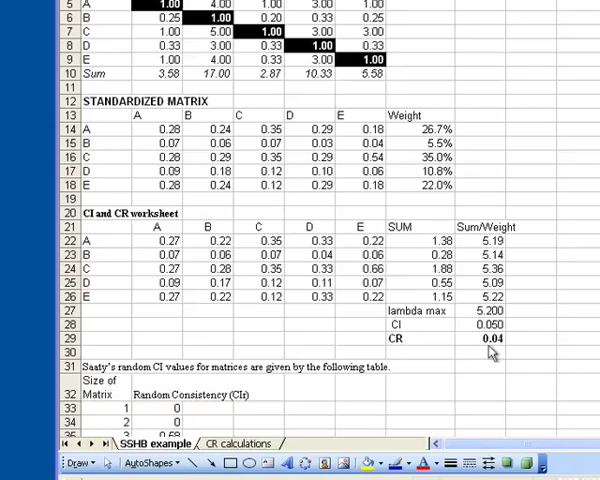 5 A 1.00 4.00 1.00 3.00 1.00
6 B 0.25 1.00 0.20 0.33 0.25
7 C 1.00 5.00 1.00 3.00 3.00
8 D 0.33 3.00 0.33 1.00 0.33
9 E 1.00 4.00 0.33 3.00 1.00
10 Sum 3.58 17.00 2.87 10.33 5.58
11
12 STANDARDIZED MATRIX
13 A B C D E Weight
14 A 0.28 0.24 0.35 0.29 0.18 26.7%
15 B 0.07 0.06 0.07 0.03 0.04 5.5%
16 C 0.28 0.29 0.35 0.29 0.54 35.0%
17 D 0.09 0.18 0.12 0.10 0.06 10.8%
18 E 0.28 0.24 0.12 0.29 0.18 22.0%
19
20 CI and CR worksheet
21 A B C D E SUM Sum/Weight
22 A 0.27 0.22 0.35 0.33 0.22 1.38 5.19
23 B 0.07 0.06 0.07 0.04 0.06 0.28 5.14
24 C 0.27 0.28 0.35 0.33 0.66 1.88 5.36
25 D 0.09 0.17 0.12 0.11 0.07 0.55 5.09
26 E 0.27 0.22 0.12 0.33 0.22 1.15 5.22
27 lambda max 5.200
28 CI 0.050
29 CR 0.04
30
31 Saaty's random CI values for matrices are given by the following table.
Size of
32 Matrix Random Consistency (CIr)
33 1 0
34 2 0
35 3 0.58
SSHB example CR calculations
Draw AutoShapes